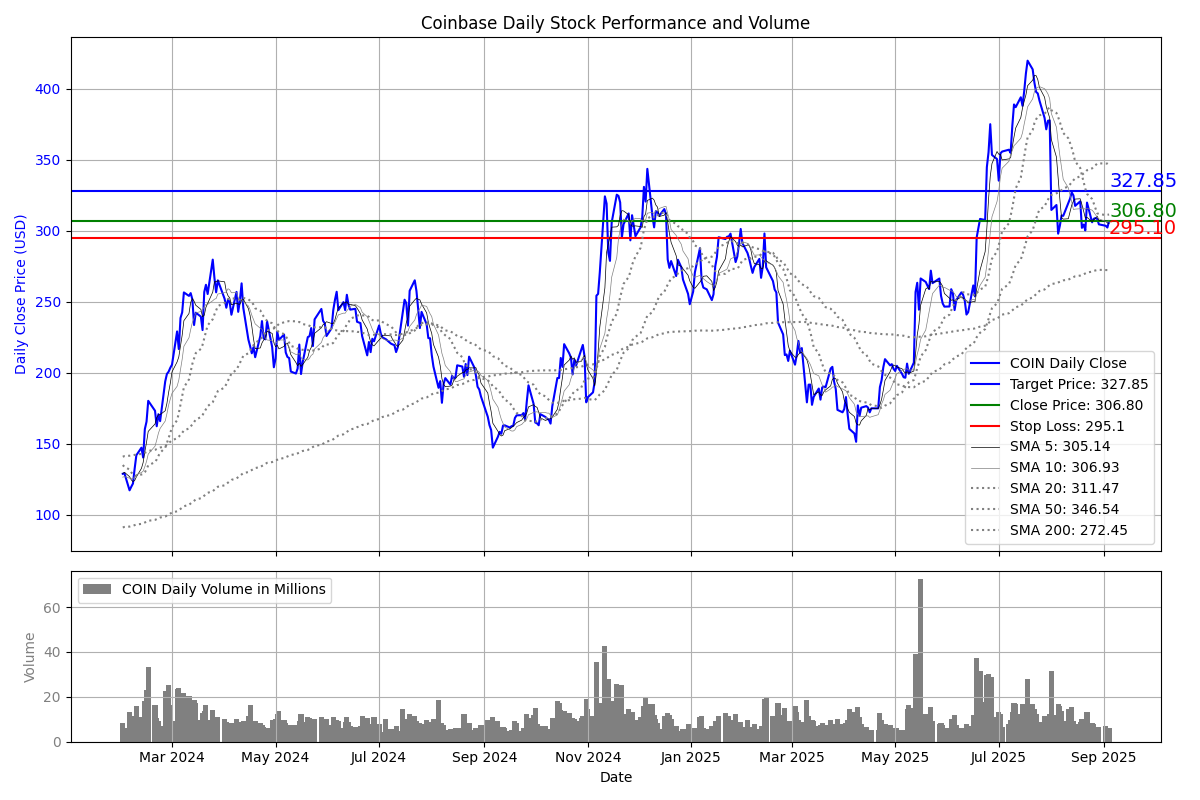 Coinbase Daily Stock Performance and Volume
Daily Close Price (USD)
400
350
300
250
200
150
100
327.85
306.80
295.10
COIN Daily Close
Target Price: 327.85
Close Price: 306.80
Stop Loss: 295.1
SMA 5: 305.14
SMA 10: 306.93
SMA 20: 311.47
SMA 50: 346.54
SMA 200: 272.45
COIN Daily Volume in Millions
Volume
60
40
20
0
Mar 2024 May 2024 Jul 2024 Sep 2024 Nov 2024 Jan 2025 Mar 2025 May 2025 Jul 2025 Sep 2025
Date